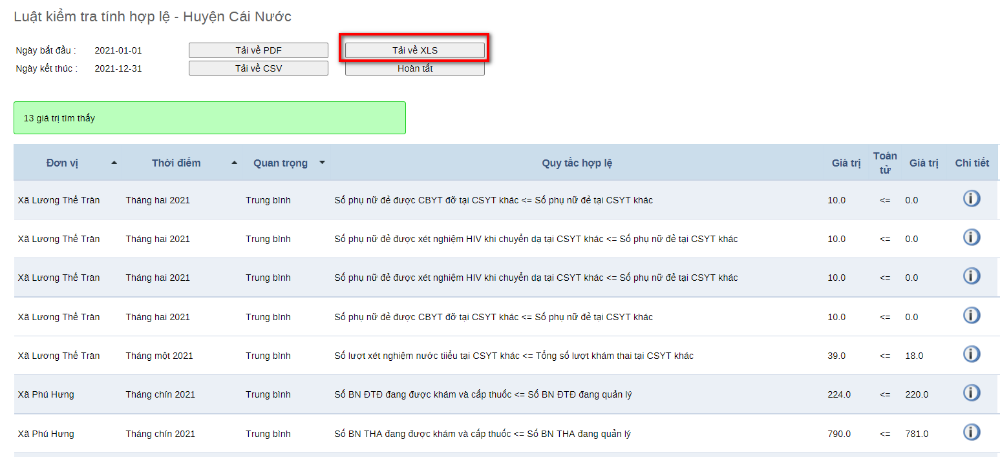 Luật kiểm tra tính hợp lệ - Huyện Cái Nước
Ngày bắt đầu : 2021-01-01 Tải về PDF Tải về XLS
Ngày kết thúc : 2021-12-31 Tải về CSV Hoàn tất
13 giá trị tìm thấy
Đơn vị Thời điểm Quan trọng Quy tắc hợp lệ Giá trị Toán tử Giá trị Chi tiết
Xã Lương Thế Trân Tháng hai 2021 Trung bình Số phụ nữ đẻ được CBYT đỡ tại CSYT khác <= Số phụ nữ đẻ tại CSYT khác 10.0 <= 0.0
Xã Lương Thế Trân Tháng hai 2021 Trung bình Số phụ nữ đẻ được xét nghiệm HIV khi chuyển dạ tại CSYT khác <= Số phụ nữ đẻ tại CSYT khác 10.0 <= 0.0
Xã Lương Thế Trân Tháng hai 2021 Trung bình Số phụ nữ đẻ được xét nghiệm HIV khi chuyển dạ tại CSYT khác <= Số phụ nữ đẻ tại CSYT khác 10.0 <= 0.0
Xã Lương Thế Trân Tháng hai 2021 Trung bình Số phụ nữ đẻ được CBYT đỡ tại CSYT khác <= Số phụ nữ đẻ tại CSYT khác 10.0 <= 0.0
Xã Lương Thế Trân Tháng một 2021 Trung bình Số lượt xét nghiệm nước tiiểu tại CSYT khác <= Tổng số lượt khám thai tại CSYT khác 39.0 <= 18.0
Xã Phú Hưng Tháng chín 2021 Trung bình Số BN ĐTĐ đang được khám và cấp thuốc <= Số BN ĐTĐ đang quản lý 224.0 <= 220.0
Xã Phú Hưng Tháng chín 2021 Trung bình Số BN THA đang được khám và cấp thuốc <= Số BN THA đang quản lý 790.0 <= 781.0